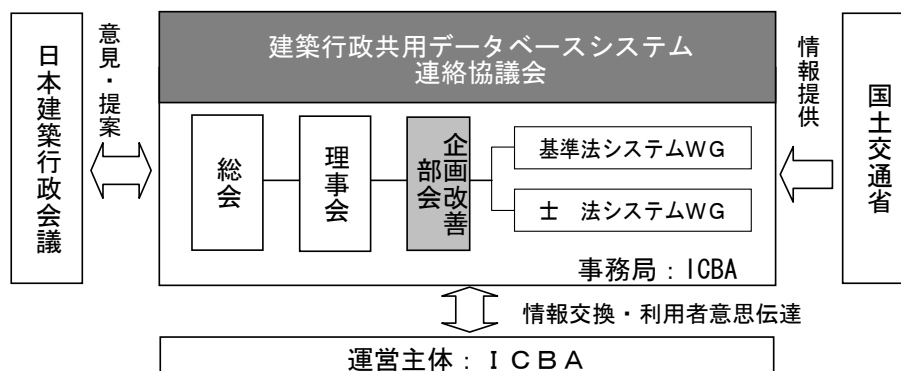 建築行政共用データベースシステム
連絡協議会
日本建築行政会議
意見・提案
総会
理事会
企画改善
部会
基準法システムWG
士　法システムWG
事務局：ICBA
情報提供
国土交通省
情報交換・利用者意思伝達
運営主体：ＩＣＢＡ